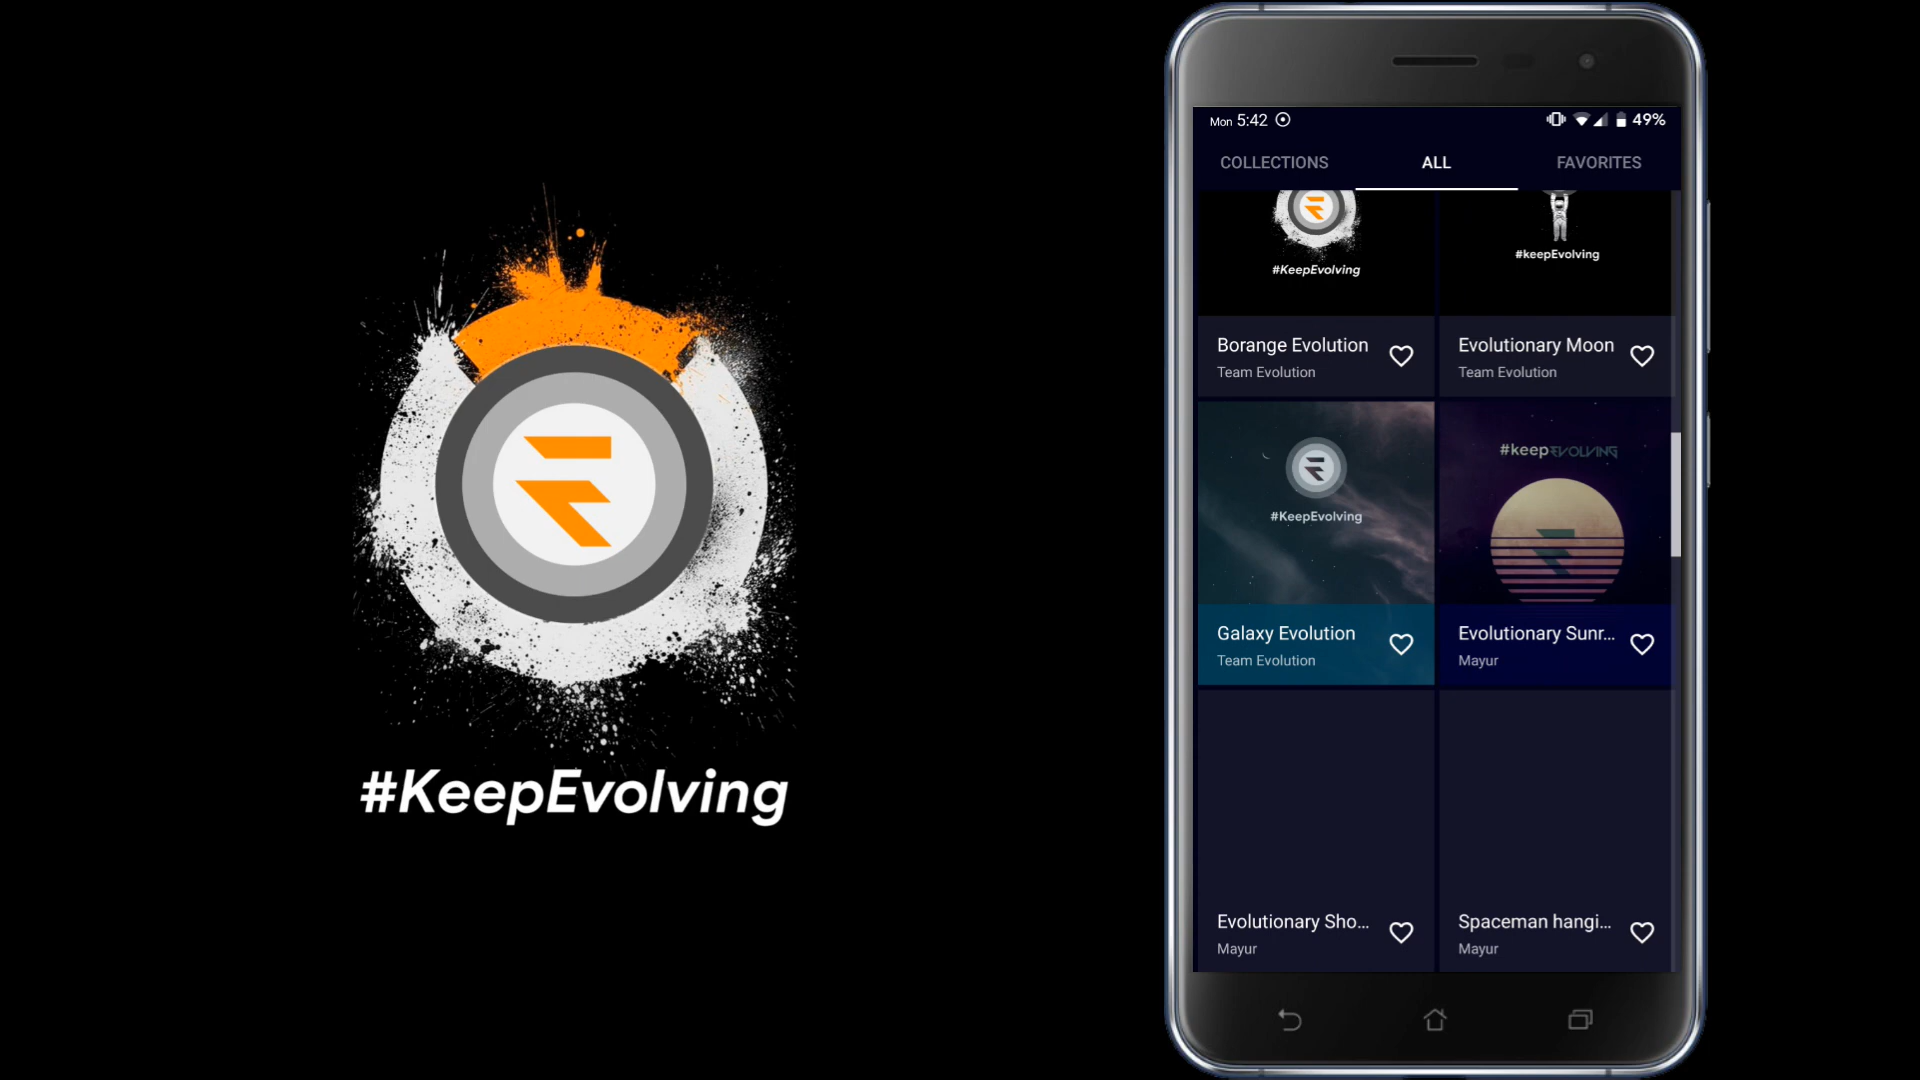 #KeepEvolving
Mon 5:42
49%
COLLECTIONS
ALL
FAVORITES
#KeepEvolving
#keepEvolving
Borange Evolution
Team Evolution
Evolutionary Moon
Team Evolution
#KeepEvolving
#keepEVOLVING
Galaxy Evolution
Team Evolution
Evolutionary Sunr...
Mayur
Evolutionary Sho...
Mayur
Spaceman hangi...
Mayur